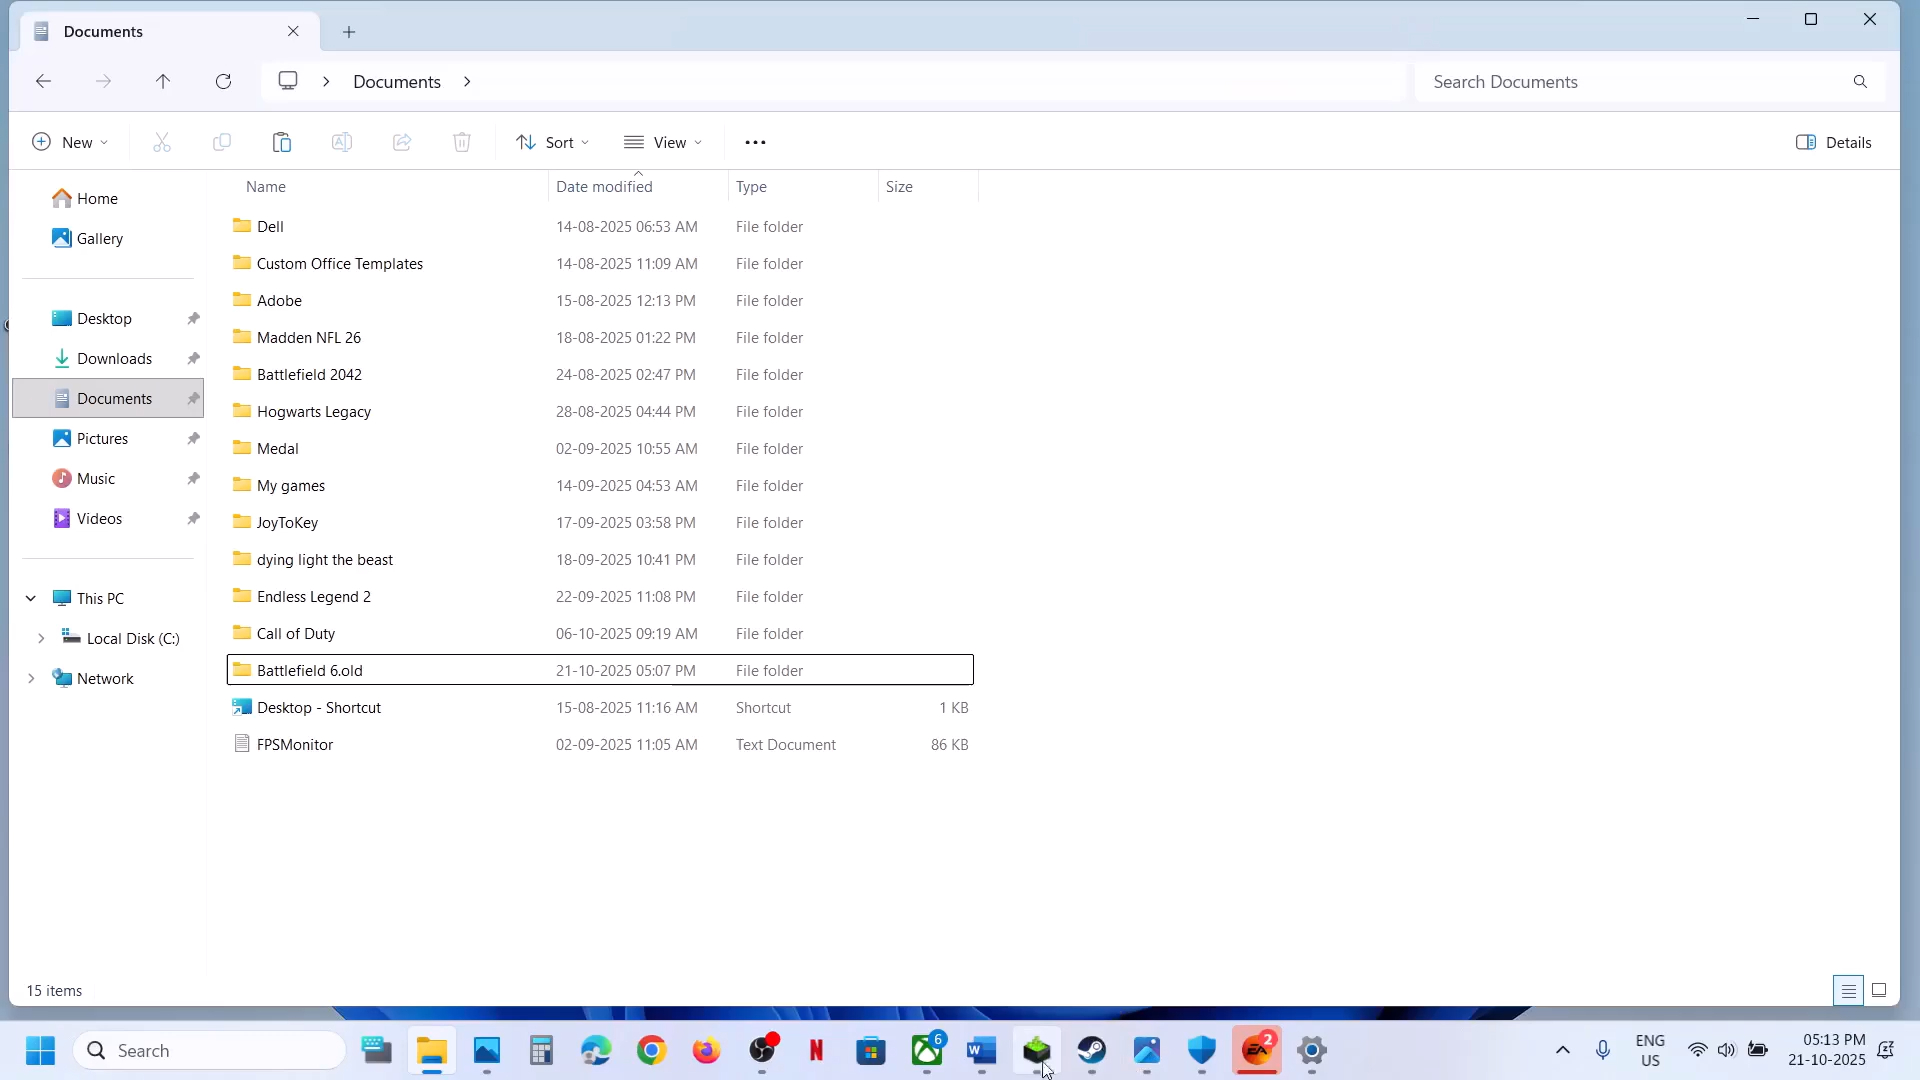 Documents
Documents
Search Documents
New
Sort
View
Details
Name Date modified Type Size
Home
Gallery
Desktop
Downloads
Documents
Pictures
Music
Videos
This PC
Local Disk (C:)
Network
Dell 14-08-2025 06:53 AM File folder
Custom Office Templates 14-08-2025 11:09 AM File folder
Adobe 15-08-2025 12:13 PM File folder
Madden NFL 26 18-08-2025 01:22 PM File folder
Battlefield 2042 24-08-2025 02:47 PM File folder
Hogwarts Legacy 28-08-2025 04:44 PM File folder
Medal 02-09-2025 10:55 AM File folder
My games 14-09-2025 04:53 AM File folder
JoyToKey 17-09-2025 03:58 PM File folder
dying light the beast 18-09-2025 10:41 PM File folder
Endless Legend 2 22-09-2025 11:08 PM File folder
Call of Duty 06-10-2025 09:19 AM File folder
Battlefield 6.old 21-10-2025 05:07 PM File folder
Desktop - Shortcut 15-08-2025 11:16 AM Shortcut 1 KB
FPSMonitor 02-09-2025 11:05 AM Text Document 86 KB
15 items
Search
N
6
W
EA
2
ENG
US
05:13 PM
21-10-2025